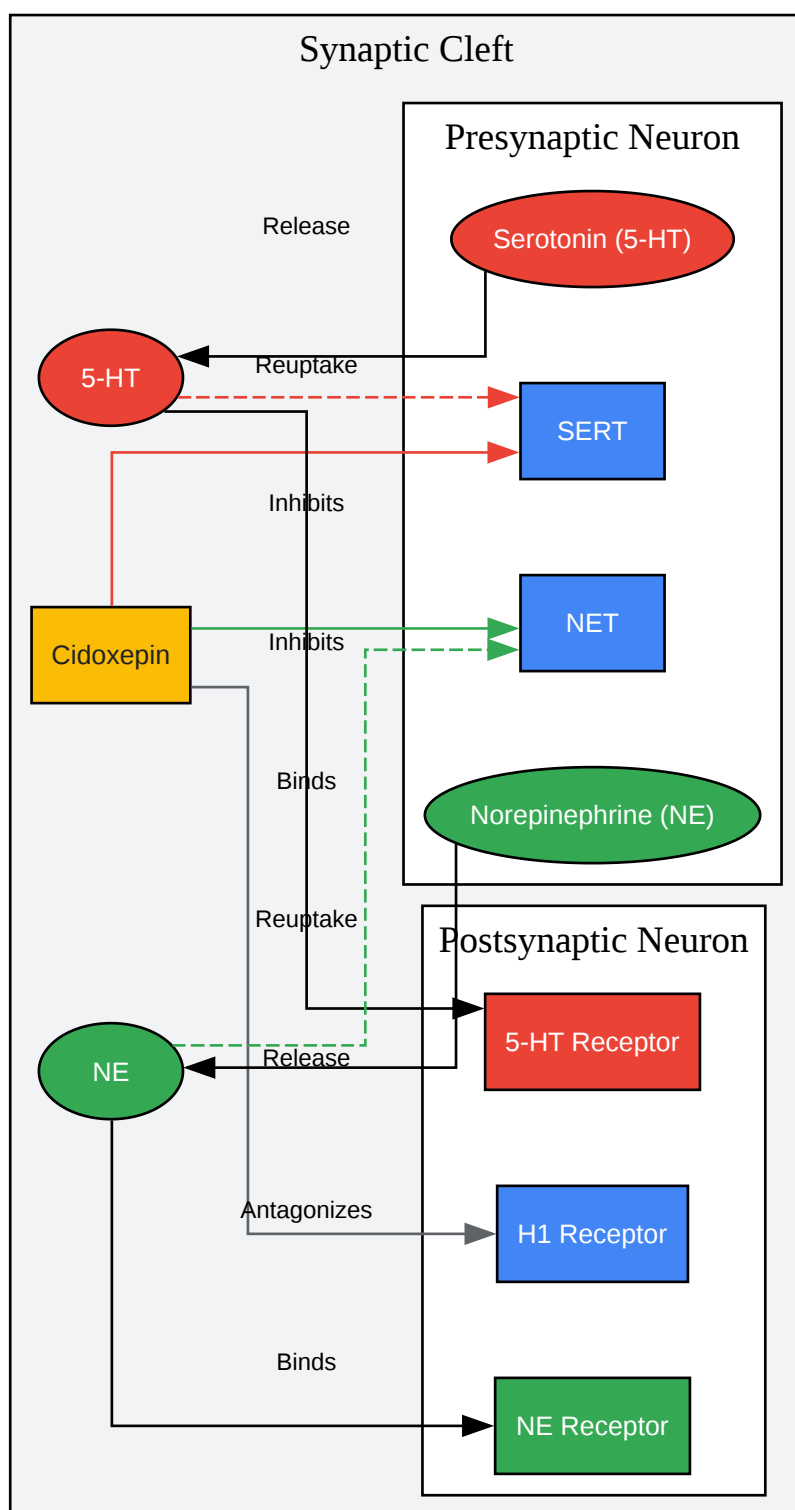 Synaptic Cleft
Presynaptic Neuron
Release
Serotonin (5-HT)
Reuptake
5-HT
SERT
Inhibits
NET
Inhibits
Cidoxepin
Binds
Norepinephrine (NE)
Reuptake
Postsynaptic Neuron
5-HT Receptor
Release
NE
Antagonizes
H1 Receptor
Binds
NE Receptor